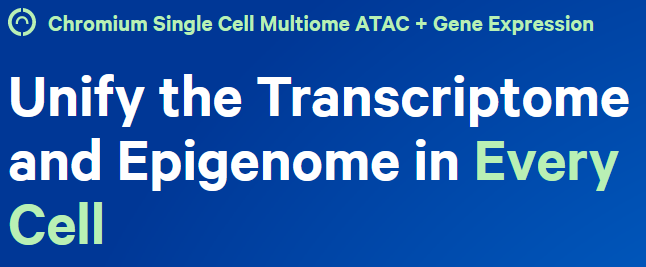 Chromium Single Cell Multiome ATAC + Gene Expression
Unify the Transcriptome
and Epigenome in Every
Cell